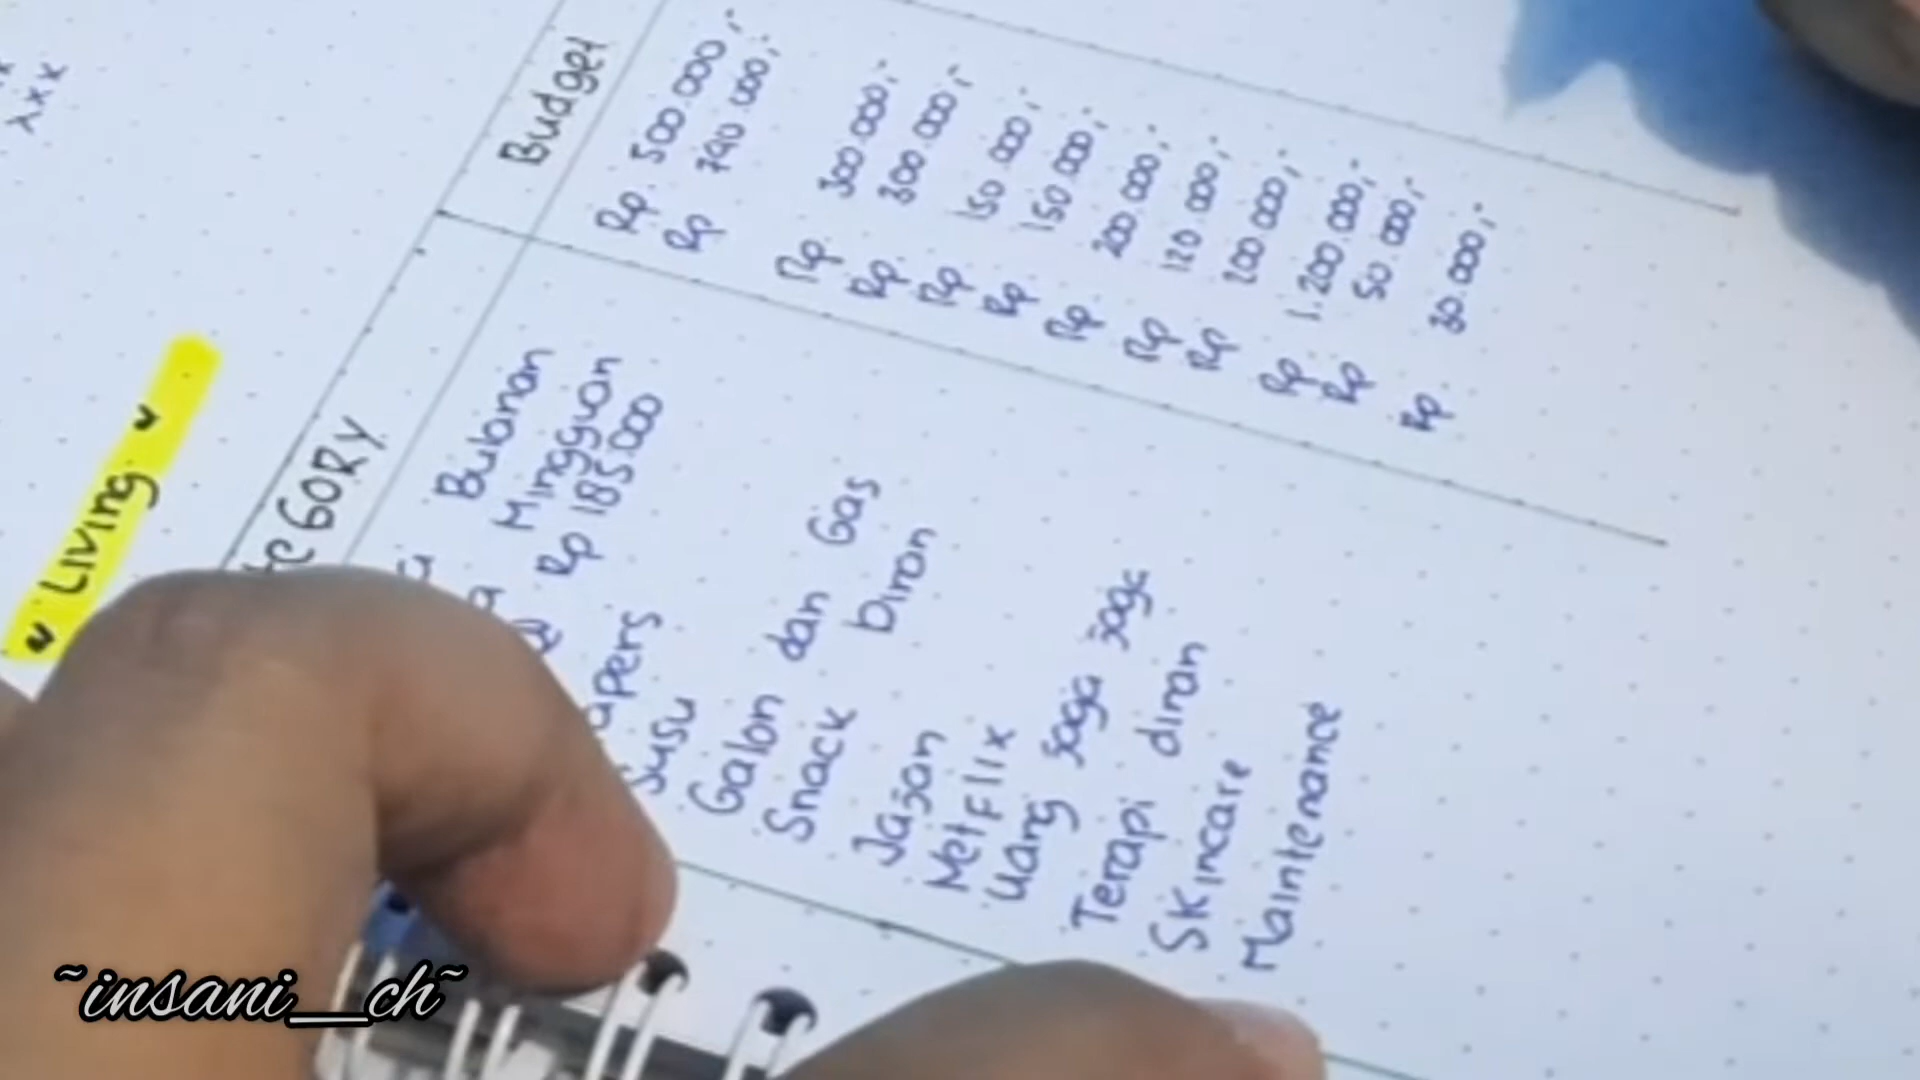 " Living "
GORY
Budget
Bulanan
Rp. 500.000,-
Mingguan
Rp 740.000,-
@ Rp 185.000
Rp. 300.000,-
Susu
Rp. 300.000,-
Galon dan Gas
Rp 150.000,-
Snack Diran
Rp 150.000,-
Jajan
Rp. 200.000,-
Netflix
Rp 120.000,-
Uang jaga jaga
Rp 200.000,-
Terapi diran
Rp 1.200.000,-
Skincare
Rp 50.000,-
Maintenance
Rp. 30.000,-
~insani__ch~